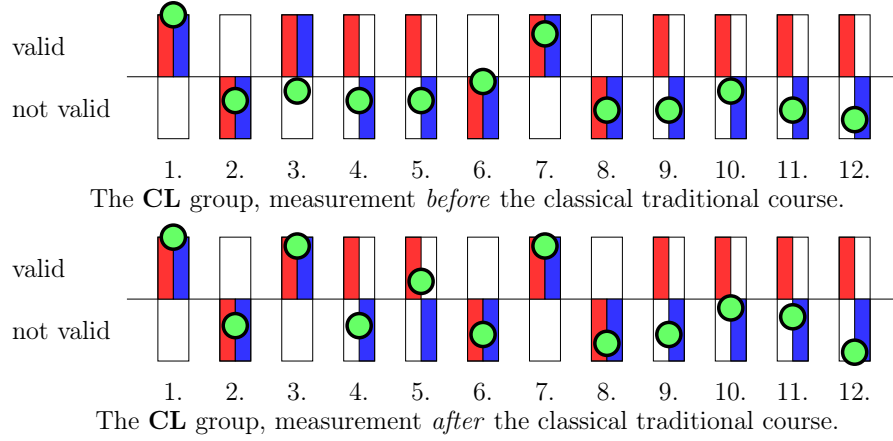 valid
not valid
1. 2. 3. 4. 5. 6. 7. 8. 9. 10. 11. 12.
The CL group, measurement before the classical traditional course.
valid
not valid
1. 2. 3. 4. 5. 6. 7. 8. 9. 10. 11. 12.
The CL group, measurement after the classical traditional course.